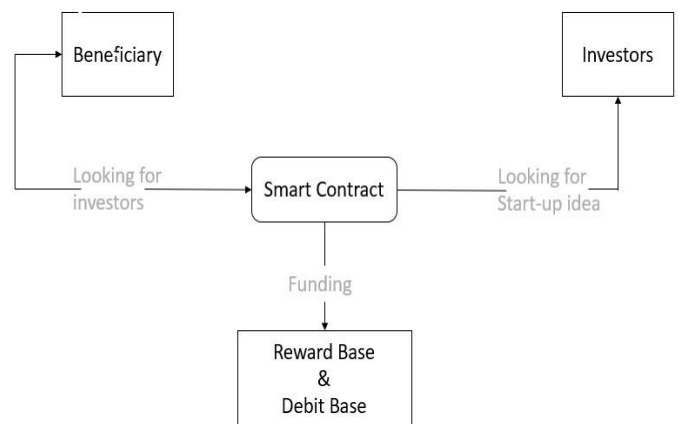 Beneficiary
Investors
Looking for
investors
Smart Contract
Looking for
Start-up idea
Funding
Reward Base
&
Debit Base